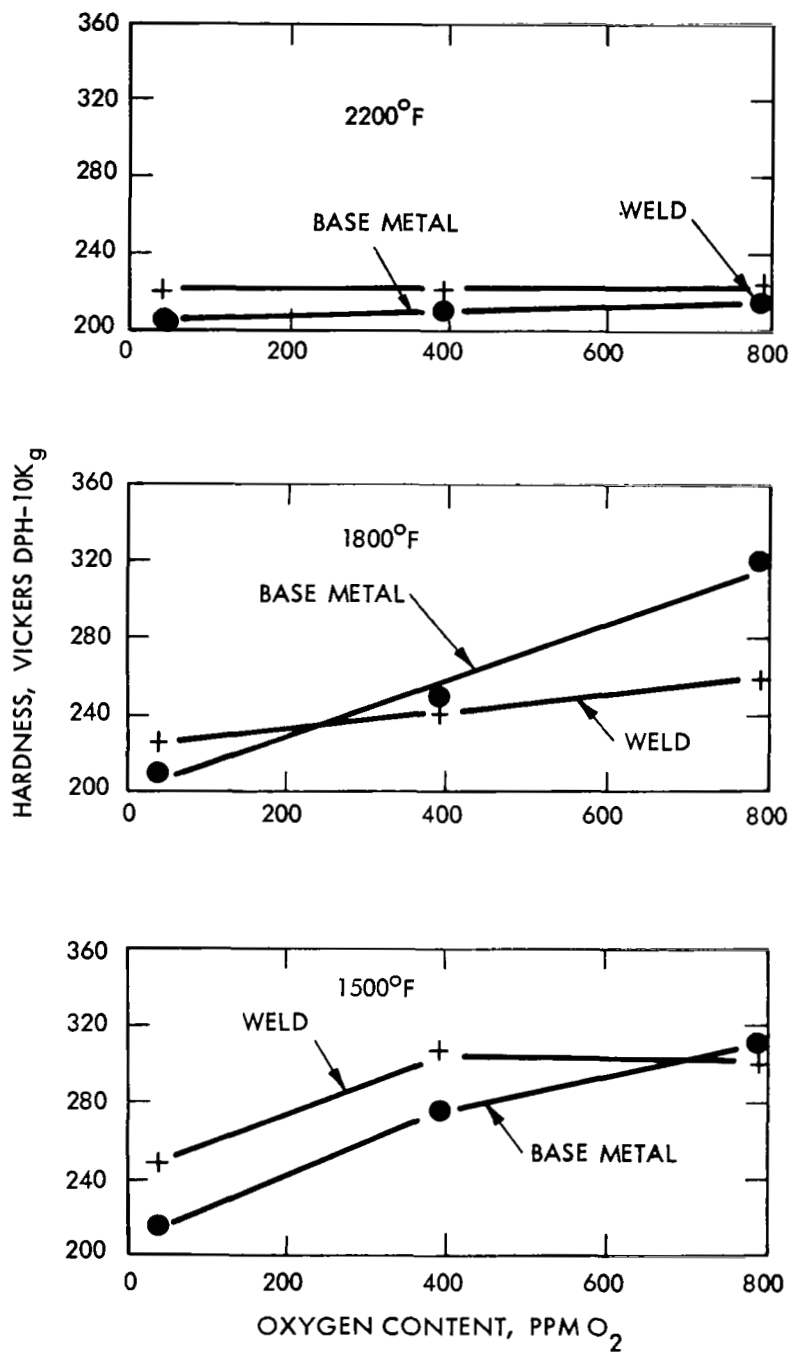 360
320
280
240
200
2200°F
BASE METAL
WELD
0 200 400 600 800
HARDNESS, VICKERS DPH-10Kg
360
320
280
240
200
1800°F
BASE METAL
WELD
0 200 400 600 800
360
320
280
240
200
1500°F
WELD
BASE METAL
0 200 400 600 800
OXYGEN CONTENT, PPM O₂